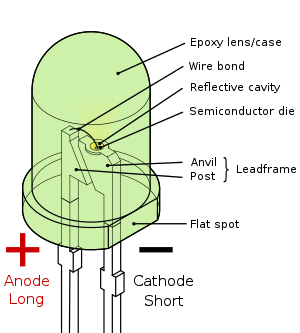 Epoxy lens/case
Wire bond
Reflective cavity
Semiconductor die
Anvil
Post
Leadframe
Flat spot
+
−
Anode
Long
Cathode
Short